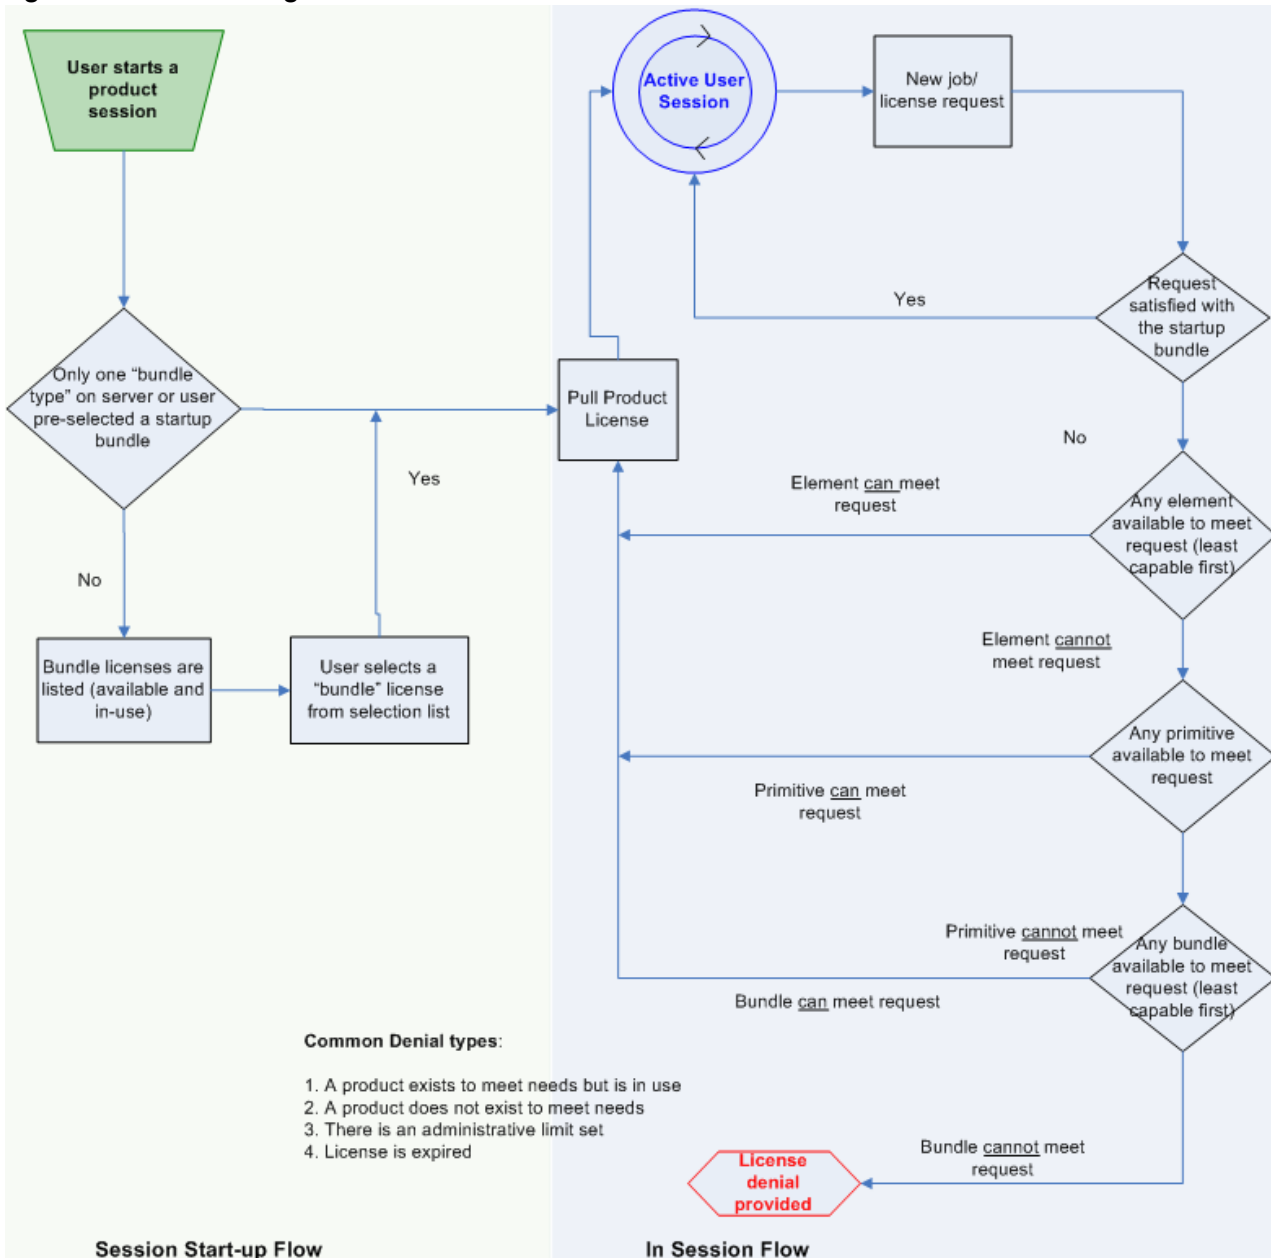 User starts a
product
session
Active User
Session
New job/
license request
Request
satisfied with
the startup
bundle
Yes
Only one “bundle
type” on server or user
pre-selected a startup
bundle
Pull Product
License
No
Yes
Element can meet
request
Any element
available to meet
request (least
capable first)
No
Element cannot
meet request
Bundle licenses are
listed (available and
in-use)
User selects a
“bundle” license
from selection list
Any primitive
available to meet
request
Primitive can meet
request
Primitive cannot meet
request
Any bundle
available to meet
request (least
capable first)
Bundle can meet request
Common Denial types:
1. A product exists to meet needs but is in use
2. A product does not exist to meet needs
3. There is an administrative limit set
4. License is expired
Bundle cannot meet
request
License
denial
provided
Session Start-up Flow
In Session Flow